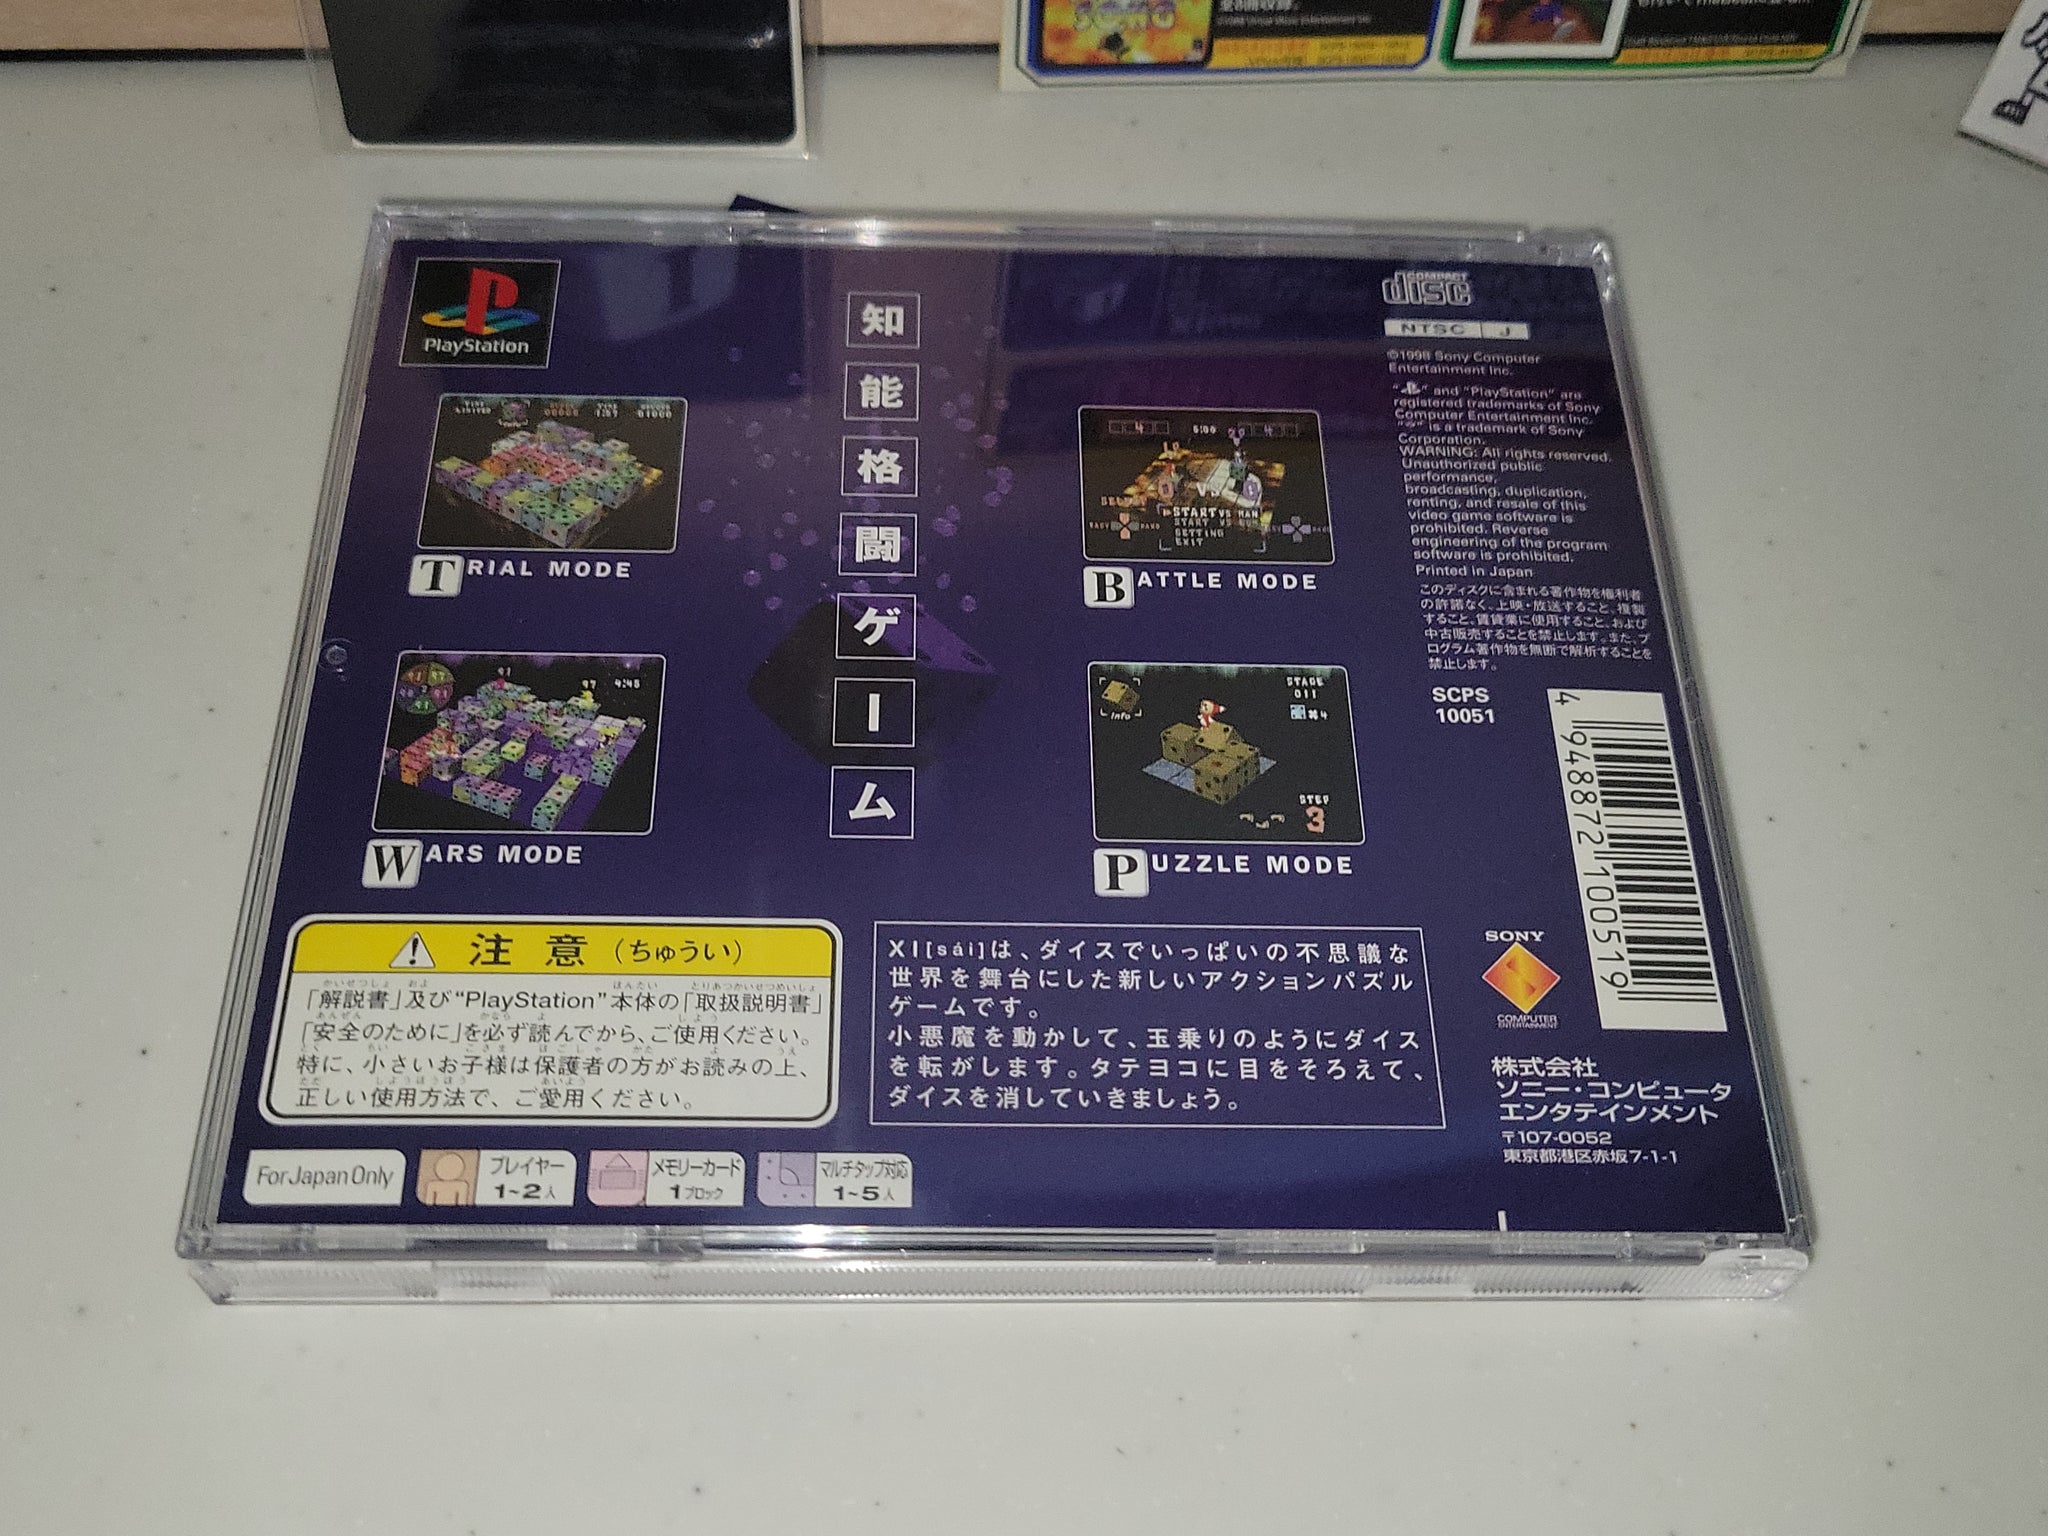 PlayStation
知能格闘ゲーム
TRIAL MODE
BATTLE MODE
START VS MAN
SETTING
EXIT
WARS MODE
97
4:45
PUZZLE MODE
STAGE
011
Info
STEP
3
COMPACT
disc
NTSC J
©1998 Sony Computer
Entertainment Inc.
" " and "PlayStation" are
registered trademarks of Sony
Computer Entertainment Inc.
" " is a trademark of Sony
Corporation.
WARNING: All rights reserved.
Unauthorized public
performance,
broadcasting, duplication,
renting, and resale of this
video game software is
prohibited. Reverse
engineering of the program
software is prohibited.
Printed in Japan
このディスクに含まれる著作物を権利者
の許諾なく、上映・放送すること、複製
すること、賃貸業に使用すること、および
中古販売することを禁止します。また、プ
ログラム著作物を無断で解析することを
禁止します。
SCPS
10051
4 948872 100519
SONY
COMPUTER
ENTERTAINMENT
株式会社
ソニー・コンピュータ
エンタテインメント
〒107-0052
東京都港区赤坂7-1-1
注意(ちゅうい)
「解説書」及び"PlayStation"本体の「取扱説明書」
「安全のために」を必ず読んでから、ご使用ください。
特に、小さいお子様は保護者の方がお読みの上、
正しい使用方法で、ご愛用ください。
XI[sái]は、ダイスでいっぱいの不思議な
世界を舞台にした新しいアクションパズル
ゲームです。
小悪魔を動かして、玉乗りのようにダイス
を転がします。タテヨコに目をそろえて、
ダイスを消していきましょう。
For Japan Only
プレイヤー
1~2人
メモリーカード
1ブロック
マルチタップ対応
1~5人